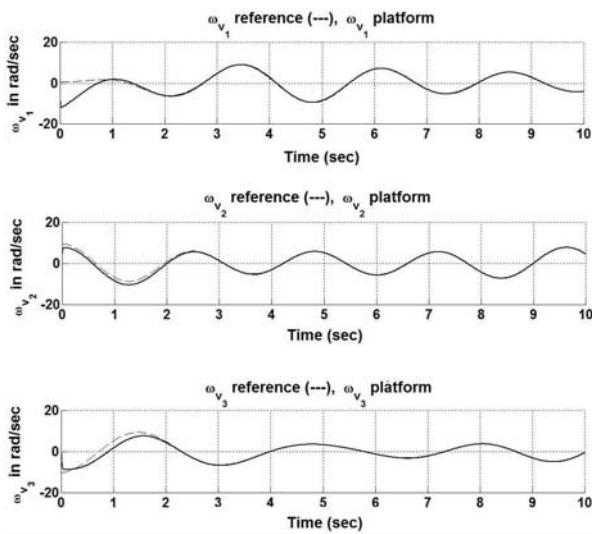 ω_v₁ reference (---), ω_v₁ platform
ω_v₁ in rad/sec
20
0
-20
0 1 2 3 4 5 6 7 8 9 10
Time (sec)
ω_v₂ reference (---), ω_v₂ platform
ω_v₂ in rad/sec
20
0
-20
0 1 2 3 4 5 6 7 8 9 10
Time (sec)
ω_v₃ reference (---), ω_v₃ platform
ω_v₃ in rad/sec
20
0
-20
0 1 2 3 4 5 6 7 8 9 10
Time (sec)